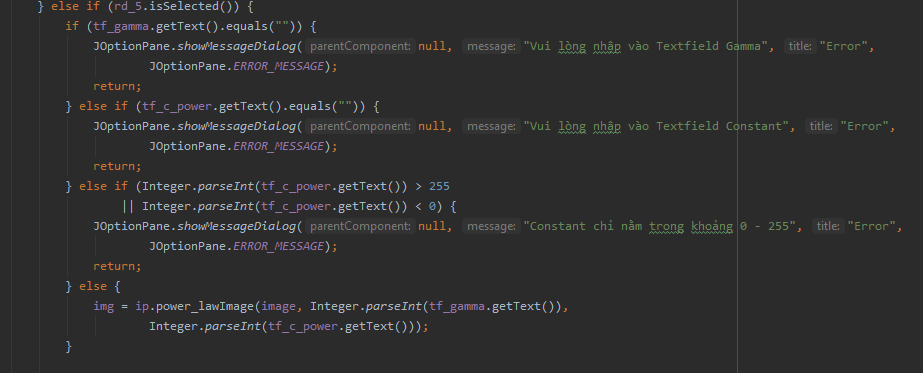 } else if (rd_5.isSelected()) {
if (tf_gamma.getText().equals("")) {
JOptionPane.showMessageDialog( parentComponent: null, message: "Vui lòng nhập vào Textfield Gamma", title: "Error",
JOptionPane.ERROR_MESSAGE);
return;
} else if (tf_c_power.getText().equals("")) {
JOptionPane.showMessageDialog( parentComponent: null, message: "Vui lòng nhập vào Textfield Constant", title: "Error",
JOptionPane.ERROR_MESSAGE);
return;
} else if (Integer.parseInt(tf_c_power.getText()) > 255
|| Integer.parseInt(tf_c_power.getText()) < 0) {
JOptionPane.showMessageDialog( parentComponent: null, message: "Constant chỉ nằm trong khoảng 0 - 255", title: "Error",
JOptionPane.ERROR_MESSAGE);
return;
} else {
img = ip.power_lawImage(image, Integer.parseInt(tf_gamma.getText()),
Integer.parseInt(tf_c_power.getText()));
}